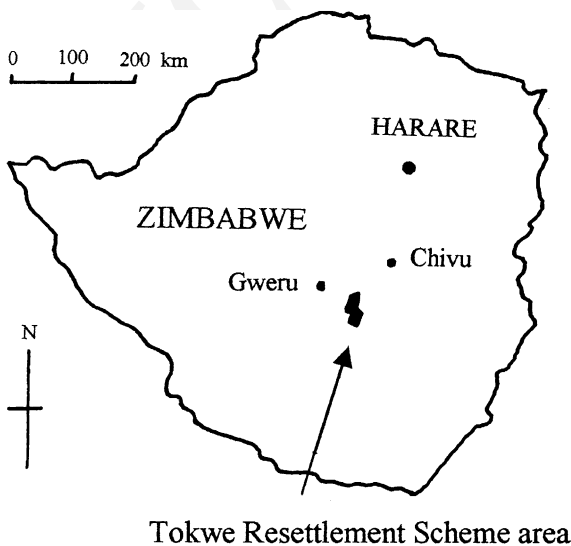 0 100 200 km
HARARE
ZIMBABWE
Chivu
Gweru
N
Tokwe Resettlement Scheme area